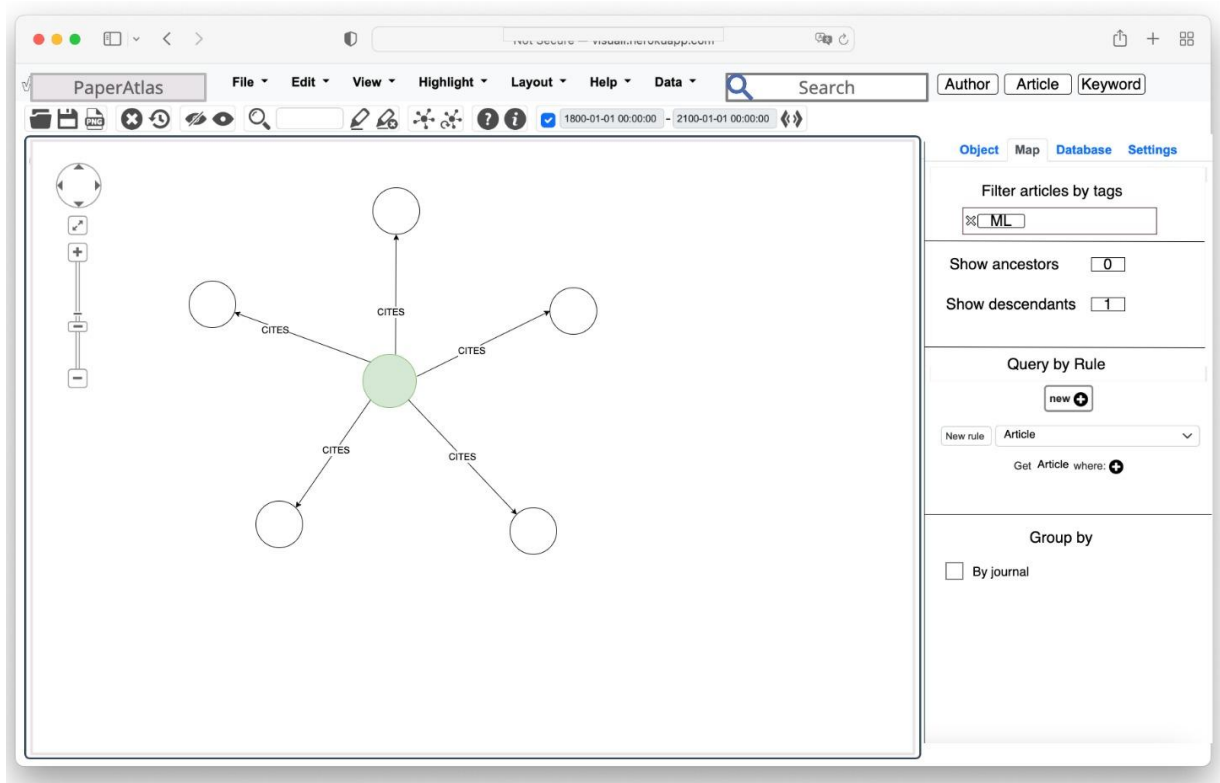 Not Secure — visuall.herokuapp.com
PaperAtlas
File Edit View Highlight Layout Help Data
Search
Author Article Keyword
PNG
1800-01-01 00:00:00 - 2100-01-01 00:00:00
Object Map Database Settings
Filter articles by tags
ML
Show ancestors 0
Show descendants 1
Query by Rule
new
New rule Article
Get Article where:
Group by
By journal
CITES
CITES
CITES
CITES
CITES